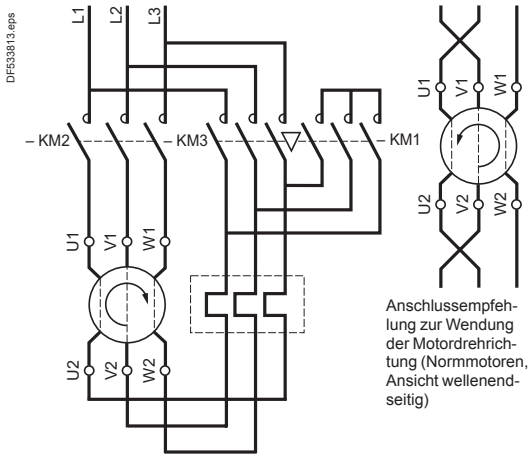 DF533813.eps
L1 L2 L3
– KM2 – KM3 – KM1
U1 V1 W1
U2 V2 W2
U1 V1 W1
U2 V2 W2
Anschlussempfeh-
lung zur Wendung
der Motordrehrich-
tung (Normmotoren,
Ansicht wellenend-
seitig)